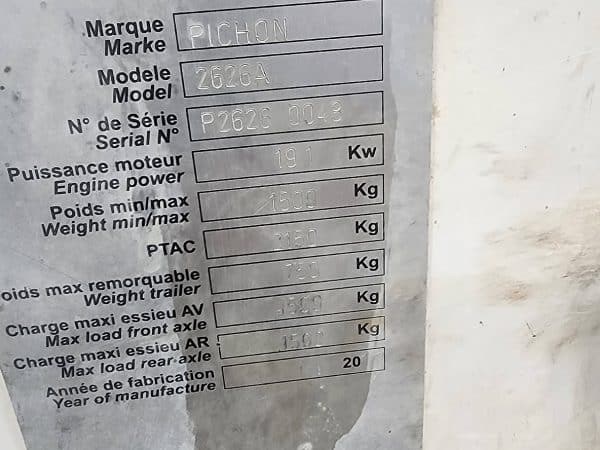 Marque
Marke PICHON
Modele
Model 2626A
N° de Série
Serial N° P2626 0048
Puissance moteur
Engine power 191 Kw
Poids min/max
Weight min/max Kg
PTAC Kg
oids max remorquable
Weight trailer 750 Kg
Charge maxi essieu AV
Max load front axle Kg
Charge maxi essieu AR
Max load rear axle Kg
Année de fabrication
Year of manufacture 20